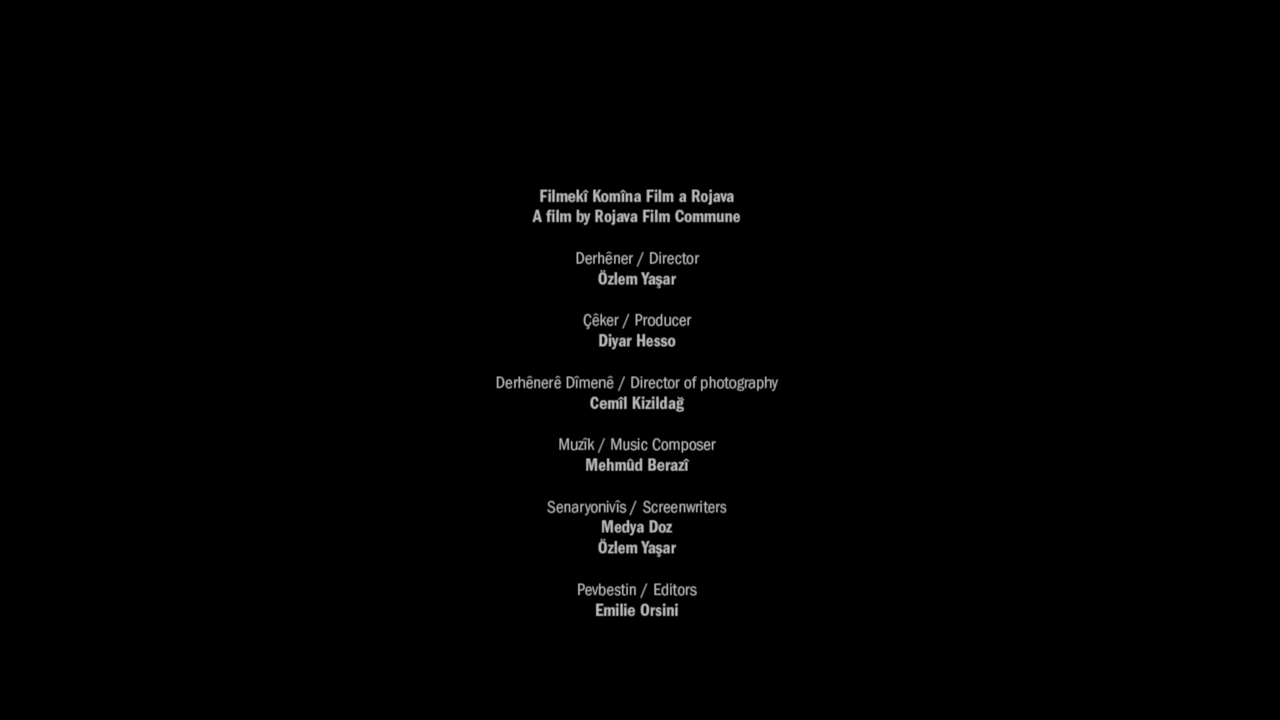 Filmekî Komîna Film a Rojava
A film by Rojava Film Commune
Derhêner / Director
Özlem Yaşar
Çêker / Producer
Diyar Hesso
Derhênerê Dîmenê / Director of photography
Cemîl Kizildağ
Muzîk / Music Composer
Mehmûd Berazî
Senaryonivîs / Screenwriters
Medya Doz
Özlem Yaşar
Pevbestin / Editors
Emilie Orsini